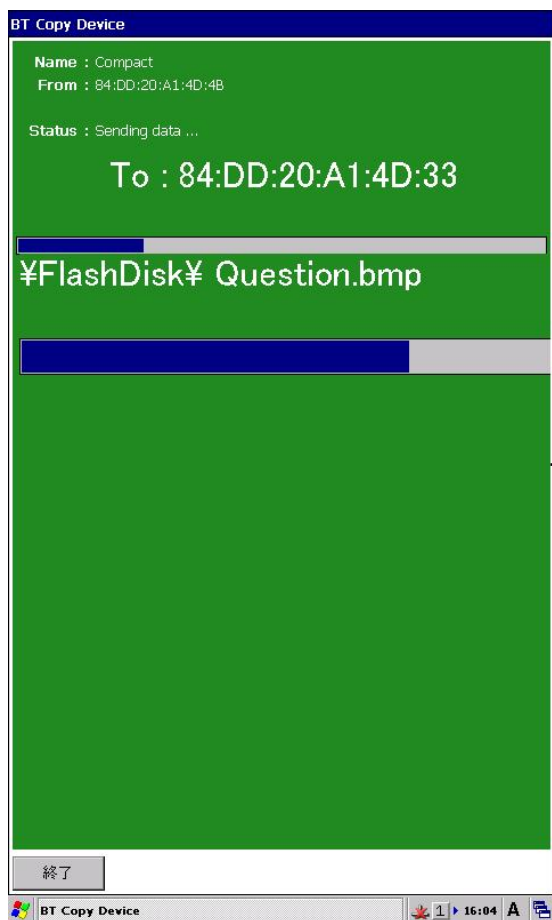 BT Copy Device
Name : Compact
From : 84:DD:20:A1:4D:4B
Status : Sending data ...
To : 84:DD:20:A1:4D:33
¥FlashDisk¥ Question.bmp
終了
BT Copy Device
1
16:04
A